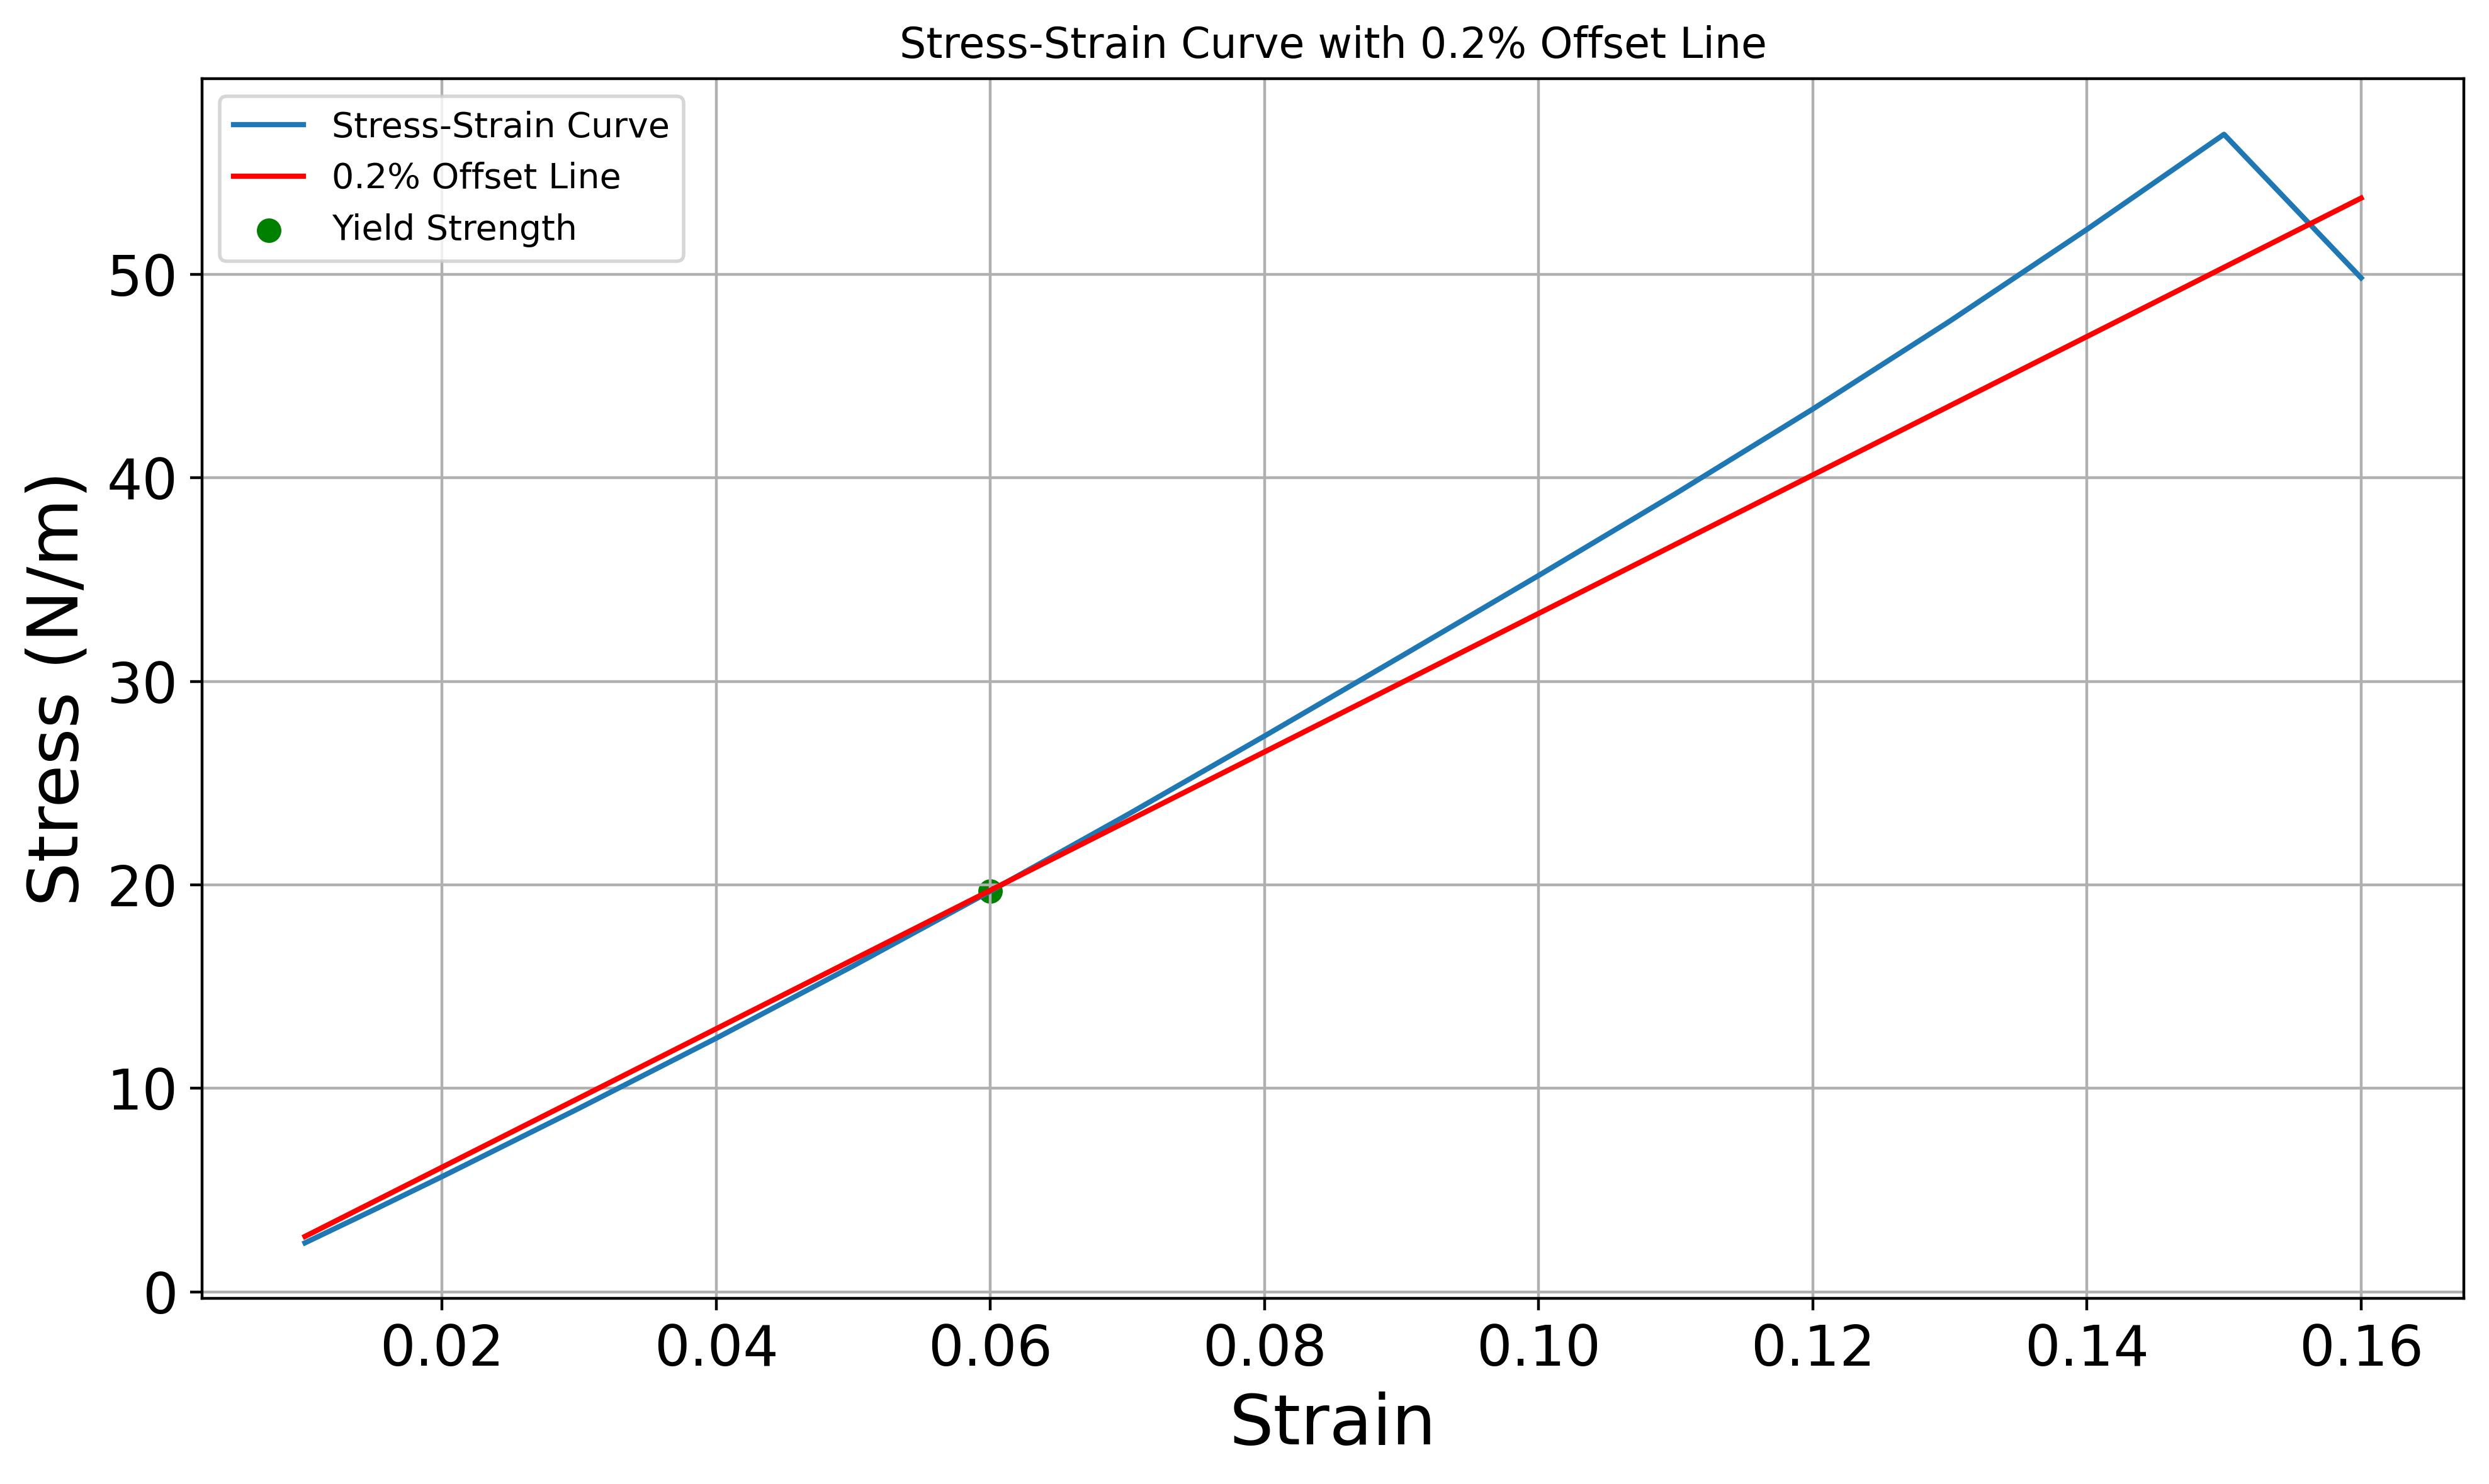 Stress-Strain Curve with 0.2% Offset Line
Stress-Strain Curve
0.2% Offset Line
Yield Strength
Stress (N/m)
50
40
30
20
10
0
0.02 0.04 0.06 0.08 0.10 0.12 0.14 0.16
Strain